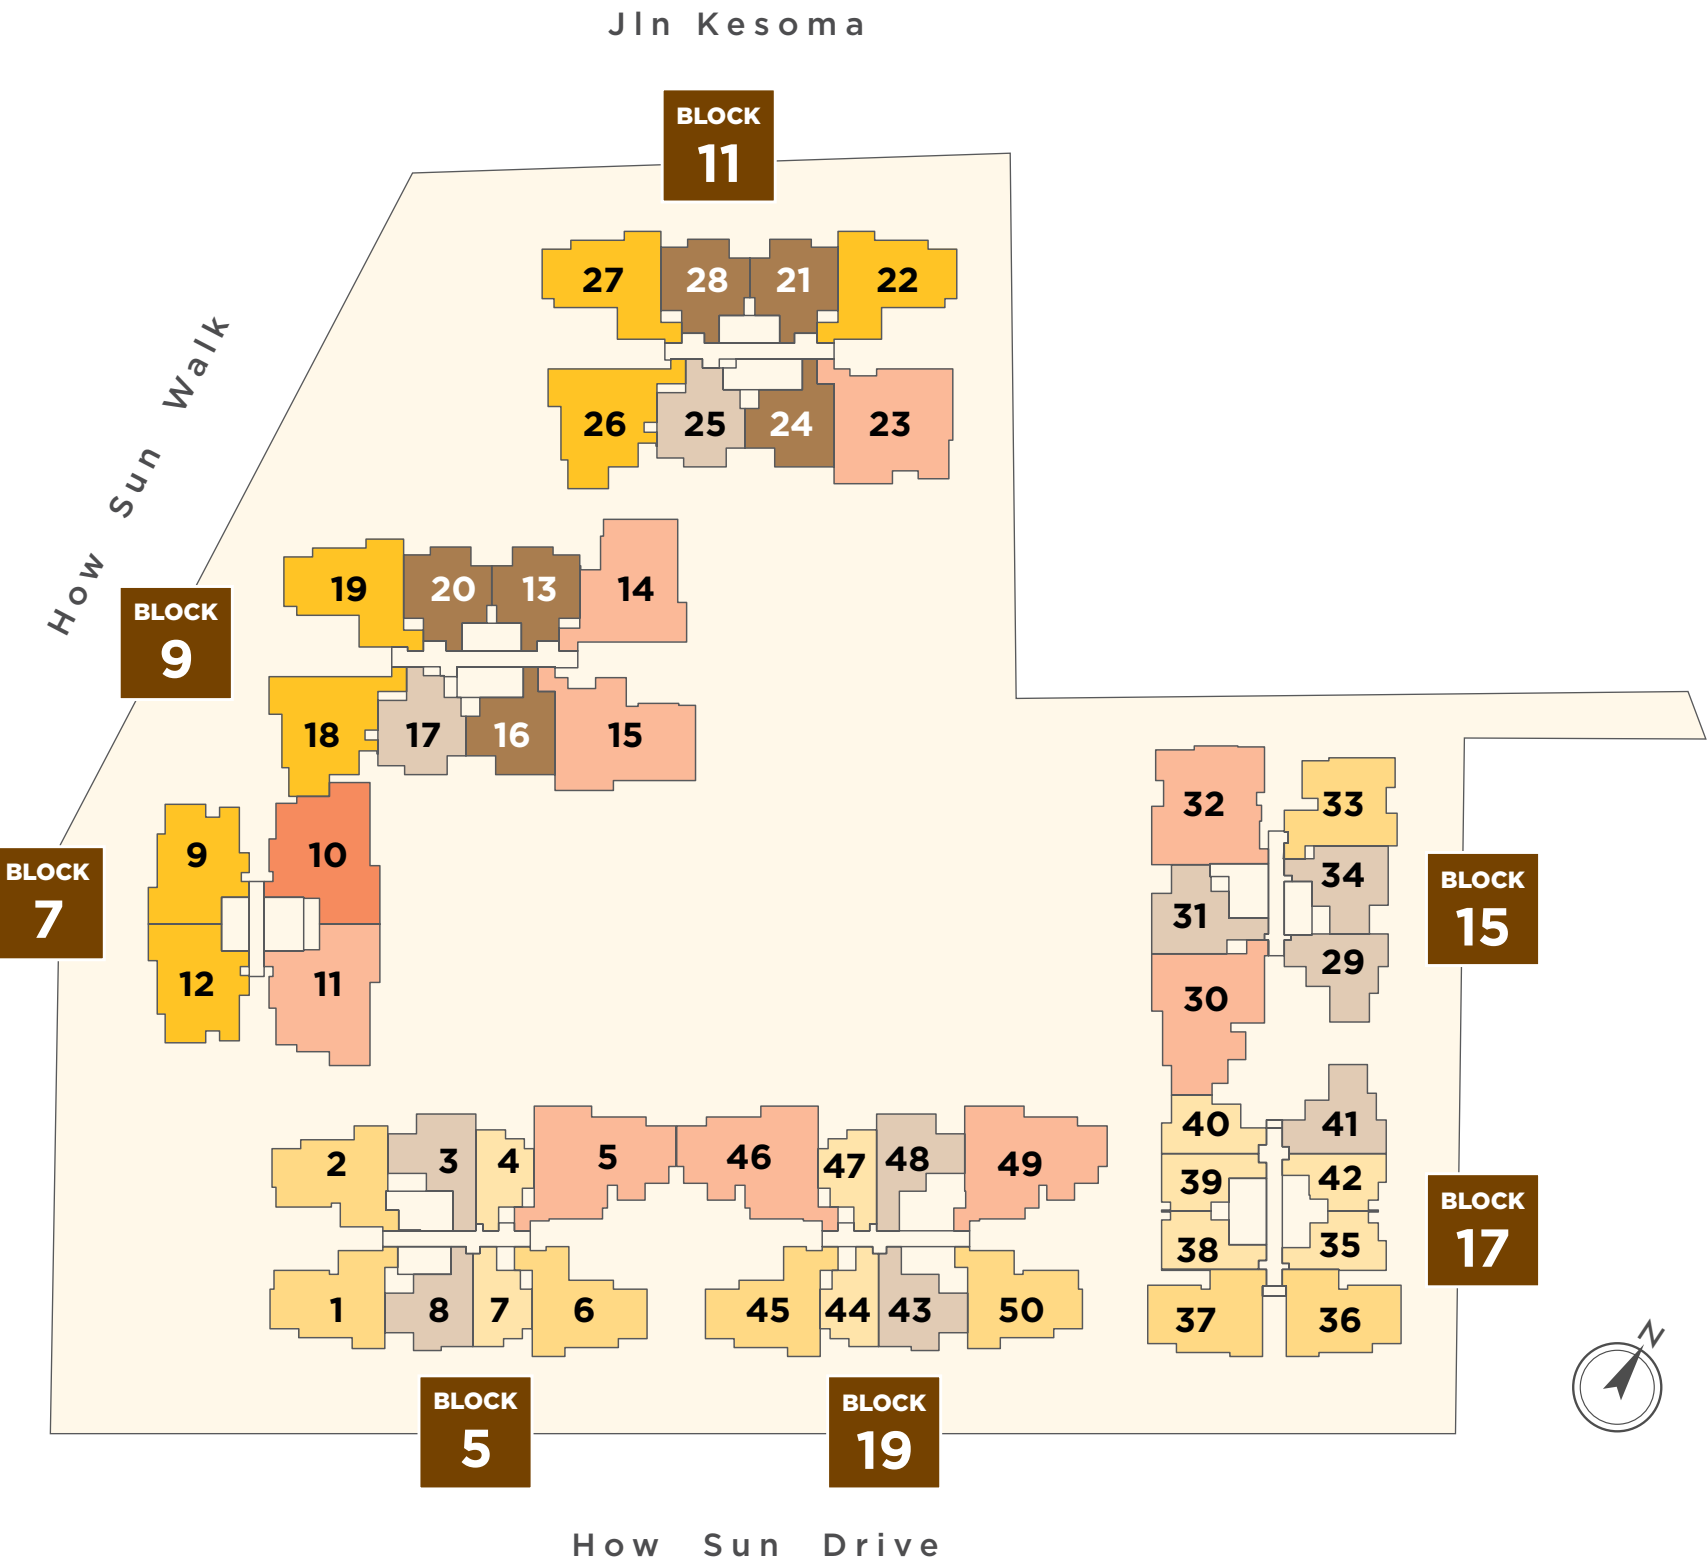 Jln Kesoma
BLOCK
11
27 28 21 22
26 25 24 23
How Sun Walk
BLOCK
9
19 20 13 14
18 17 16 15
BLOCK
7
9 10
12 11
32 33
34
31
29
30
BLOCK
15
40 41
39 42
38 35
37 36
BLOCK
17
2 3 4 5
1 8 7 6
46 47 48 49
45 44 43 50
N
BLOCK
5
BLOCK
19
How Sun Drive